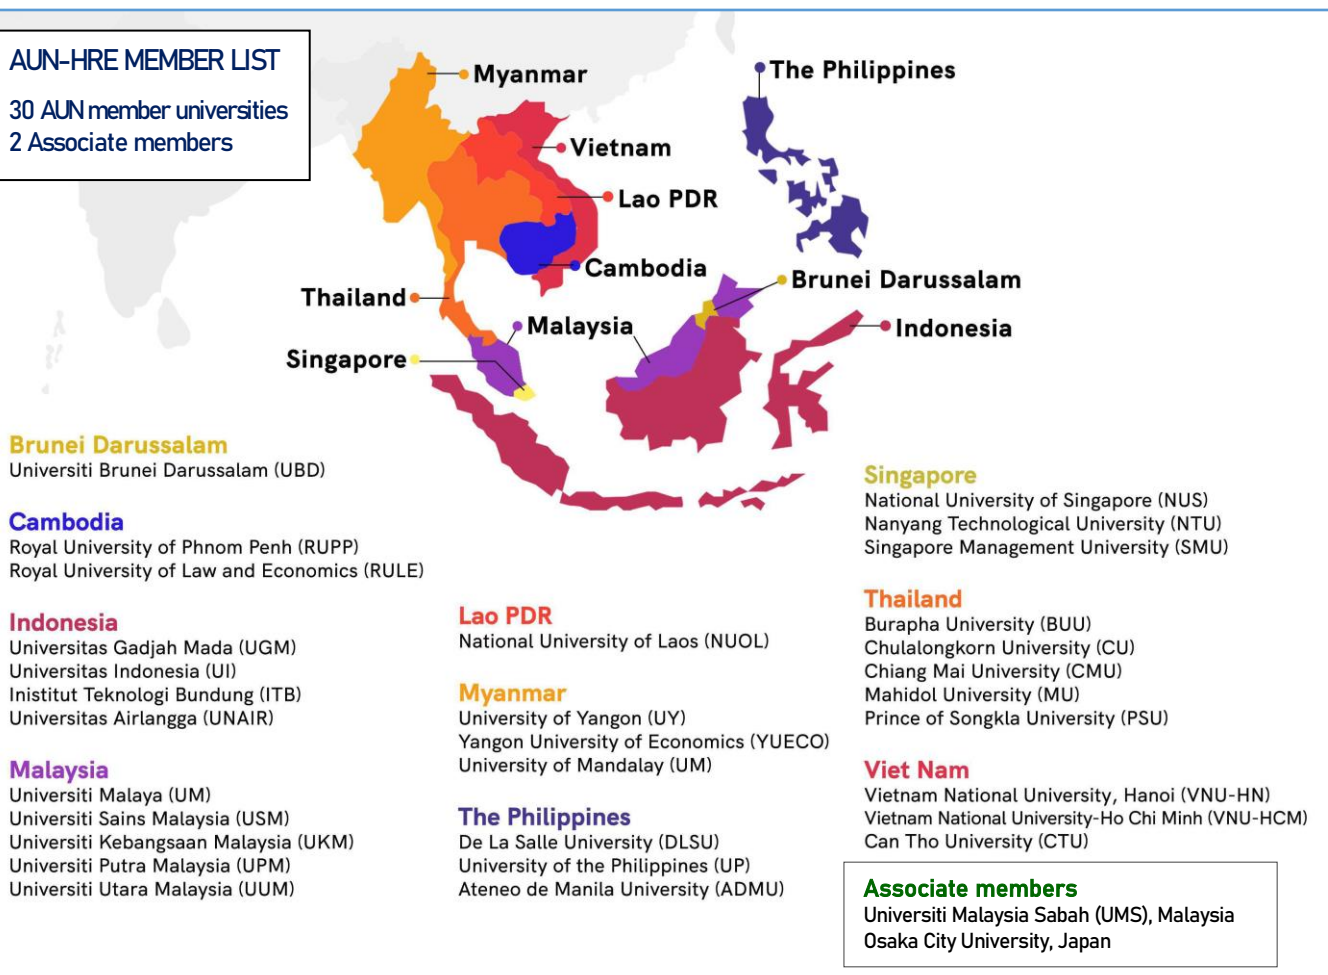 AUN-HRE MEMBER LIST
30 AUN member universities
2 Associate members
Myanmar
The Philippines
Vietnam
Lao PDR
Cambodia
Brunei Darussalam
Thailand
Malaysia
Indonesia
Singapore
Brunei Darussalam
Universiti Brunei Darussalam (UBD)
Cambodia
Royal University of Phnom Penh (RUPP)
Royal University of Law and Economics (RULE)
Indonesia
Universitas Gadjah Mada (UGM)
Universitas Indonesia (UI)
Inistitut Teknologi Bundung (ITB)
Universitas Airlangga (UNAIR)
Malaysia
Universiti Malaya (UM)
Universiti Sains Malaysia (USM)
Universiti Kebangsaan Malaysia (UKM)
Universiti Putra Malaysia (UPM)
Universiti Utara Malaysia (UUM)
Lao PDR
National University of Laos (NUOL)
Myanmar
University of Yangon (UY)
Yangon University of Economics (YUECO)
University of Mandalay (UM)
The Philippines
De La Salle University (DLSU)
University of the Philippines (UP)
Ateneo de Manila University (ADMU)
Singapore
National University of Singapore (NUS)
Nanyang Technological University (NTU)
Singapore Management University (SMU)
Thailand
Burapha University (BUU)
Chulalongkorn University (CU)
Chiang Mai University (CMU)
Mahidol University (MU)
Prince of Songkla University (PSU)
Viet Nam
Vietnam National University, Hanoi (VNU-HN)
Vietnam National University-Ho Chi Minh (VNU-HCM)
Can Tho University (CTU)
Associate members
Universiti Malaysia Sabah (UMS), Malaysia
Osaka City University, Japan